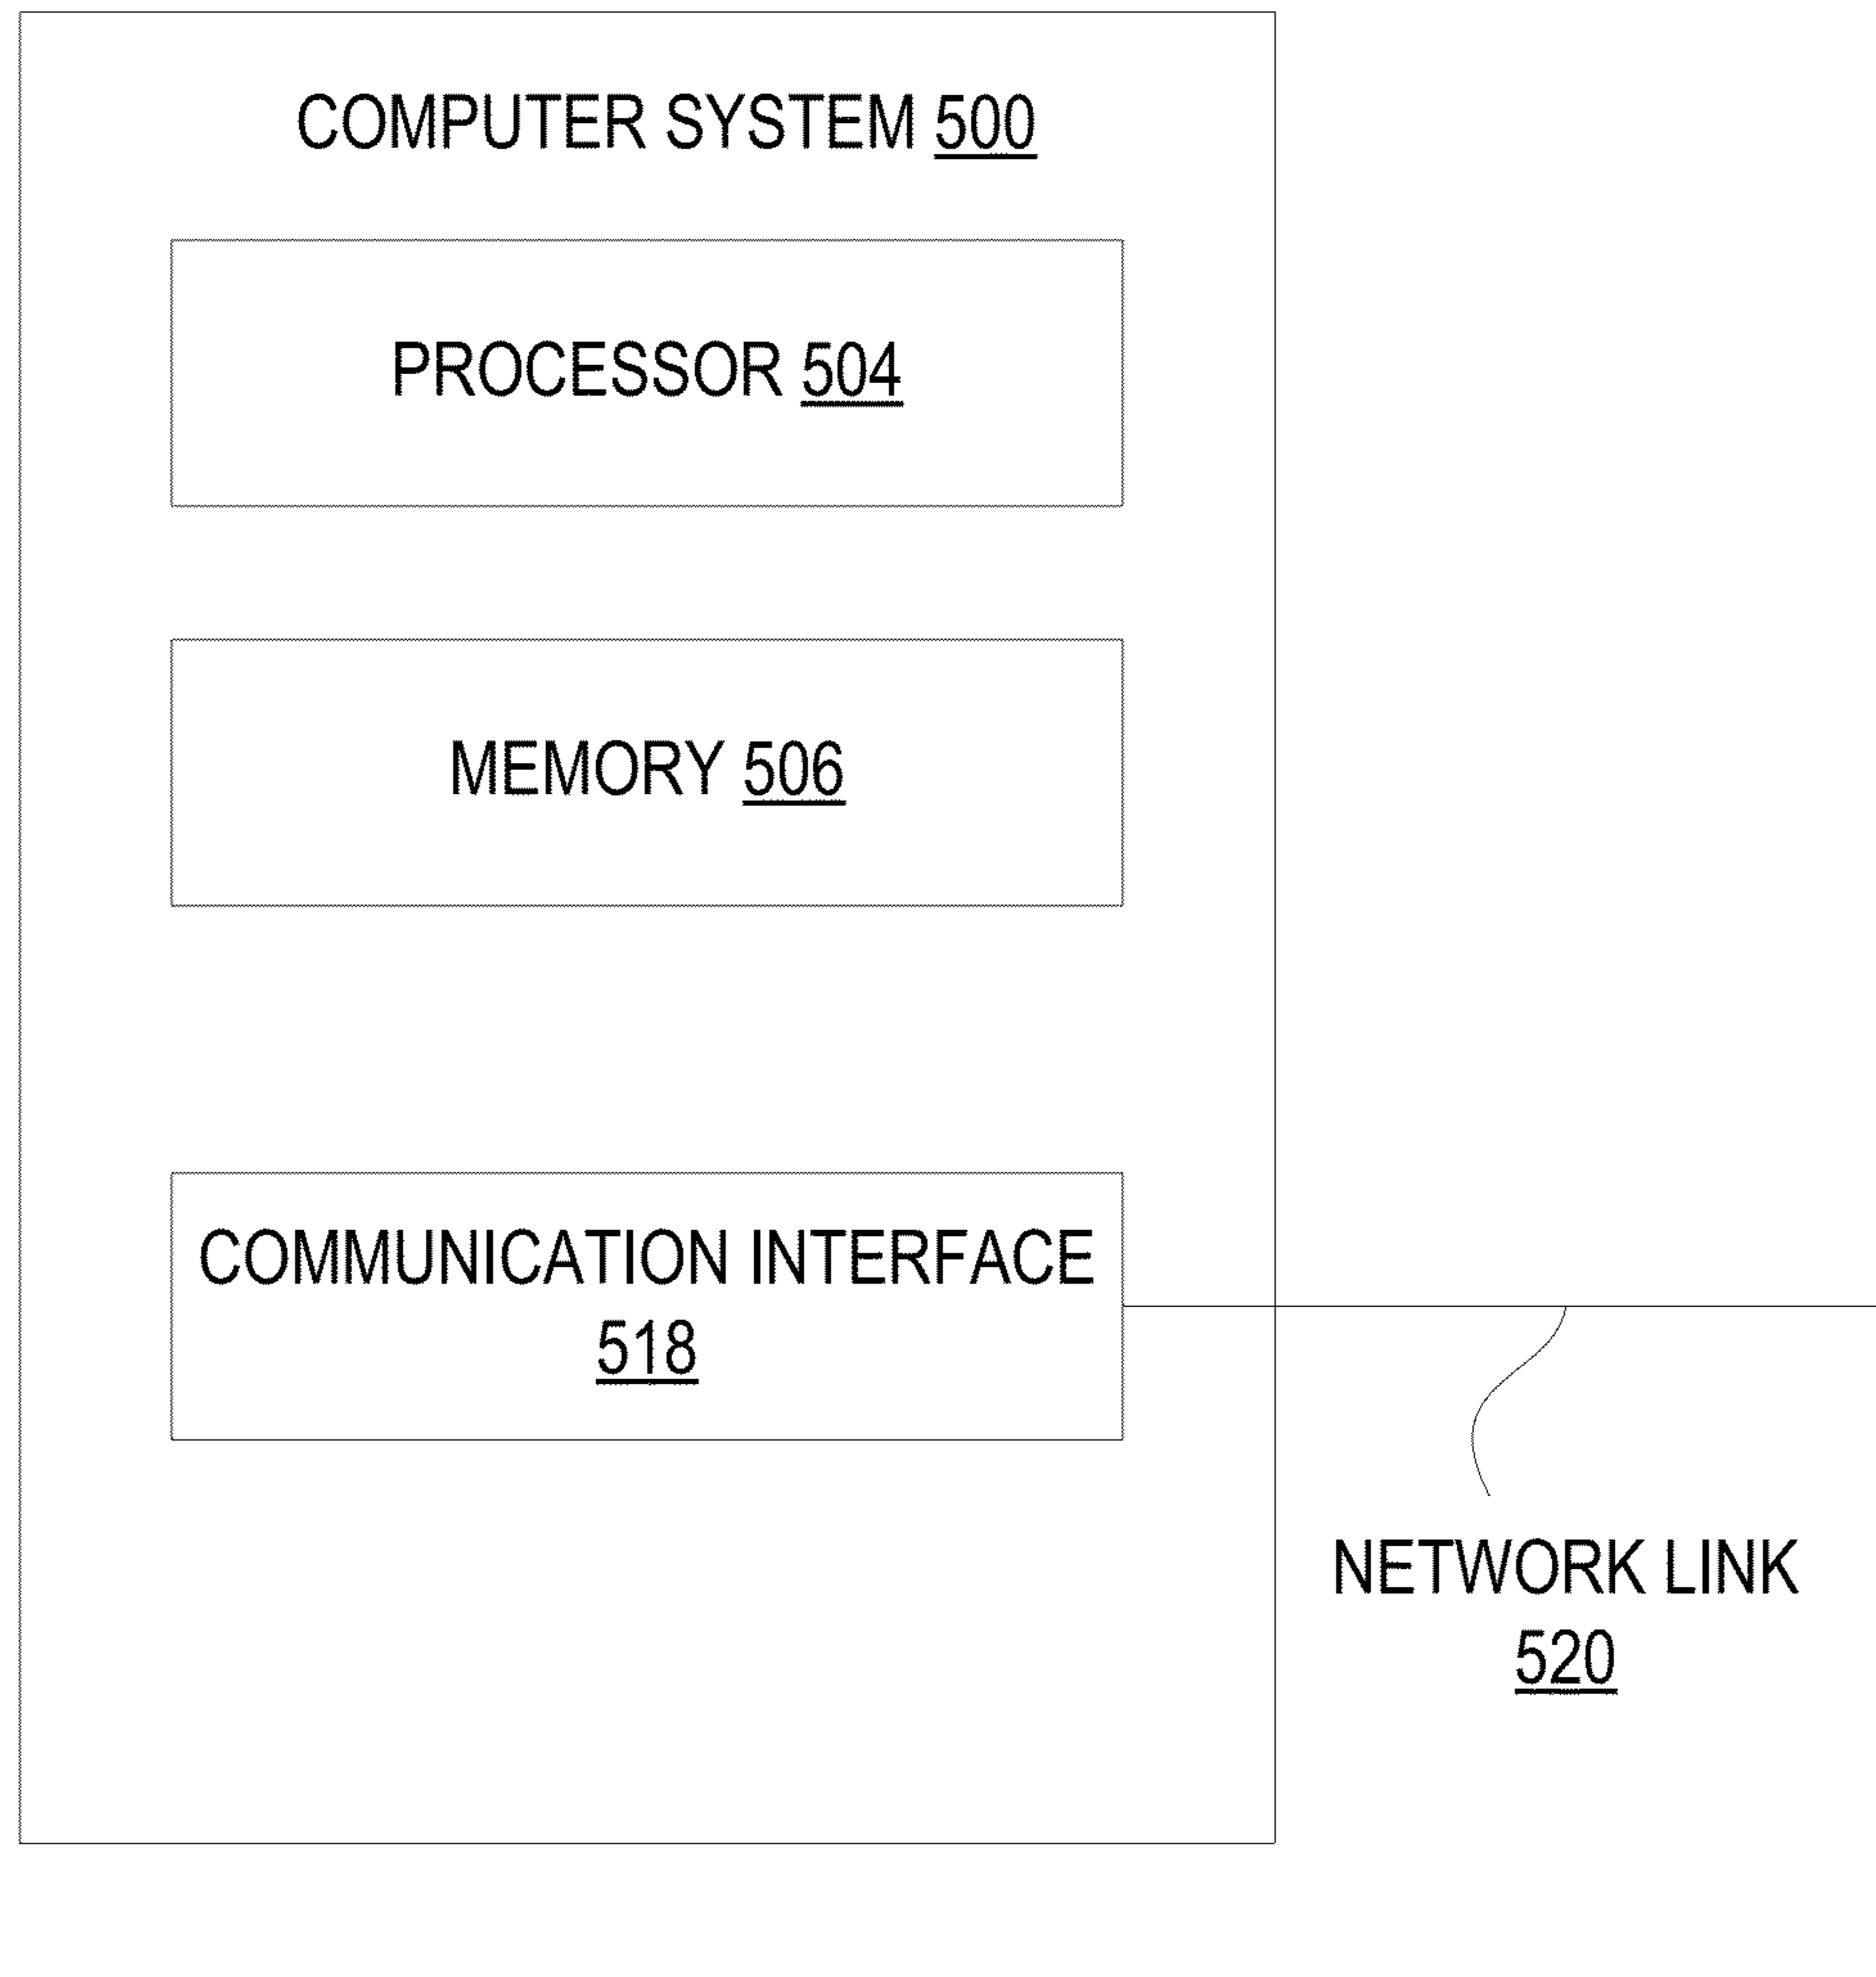 COMPUTER SYSTEM 500
PROCESSOR 504
MEMORY 506
COMMUNICATION INTERFACE
518
NETWORK LINK
520